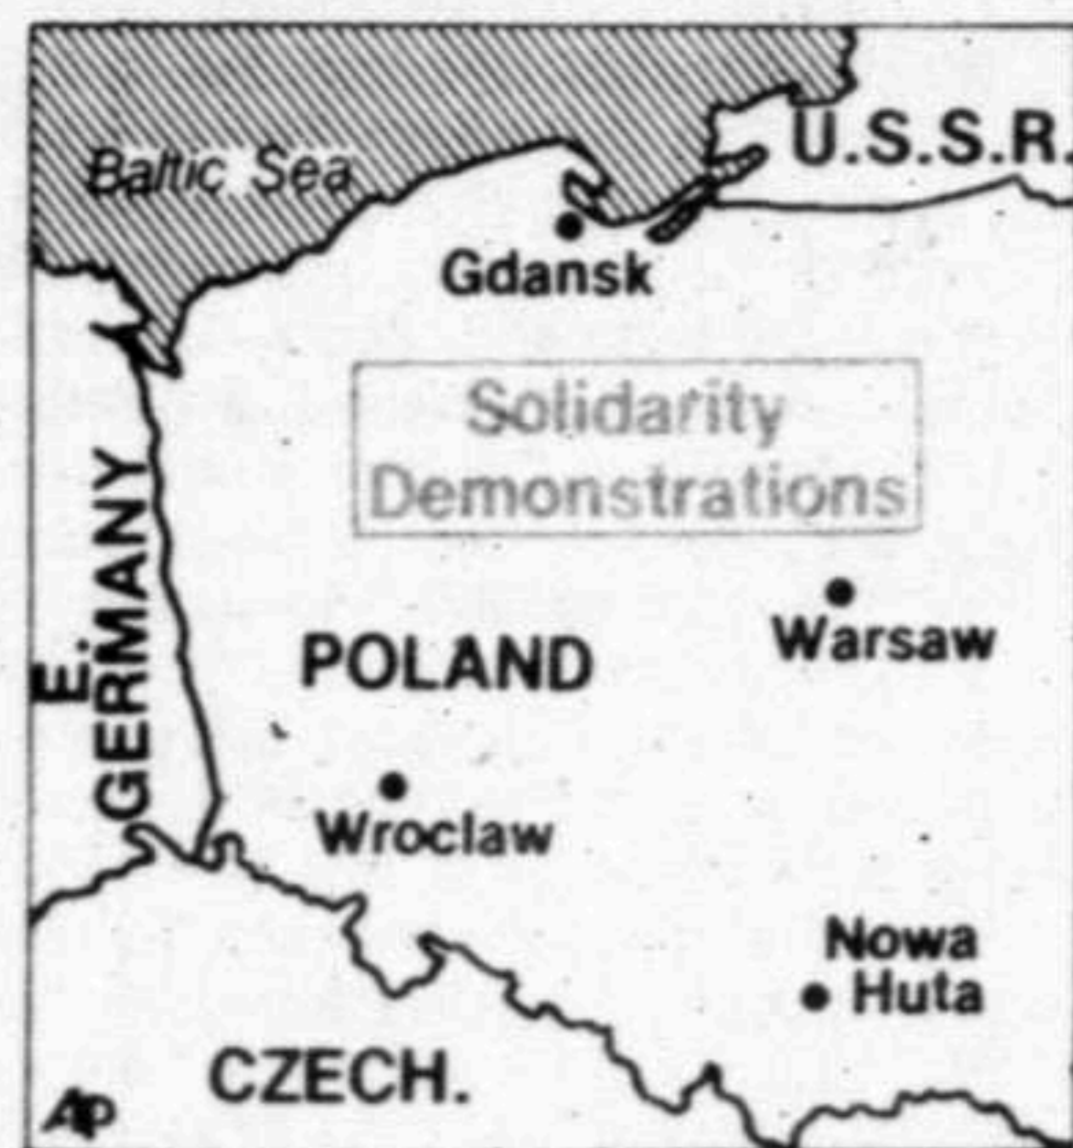 Baltic Sea
U.S.S.R.
Gdansk
Solidarity
Demonstrations
E.
GERMANY
POLAND
Warsaw
Wroclaw
Nowa
Huta
CZECH.
AP